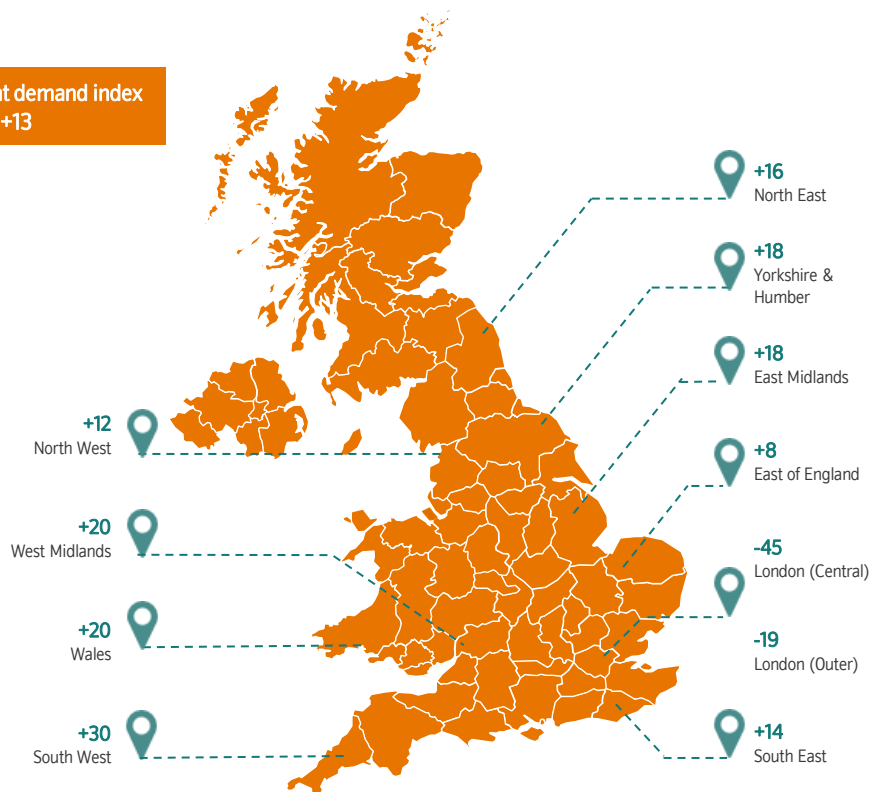 demand index
+13
+16
North East
+18
Yorkshire &
Humber
+18
East Midlands
+12
North West
+8
East of England
+20
West Midlands
-45
London (Central)
+20
Wales
-19
London (Outer)
+30
South West
+14
South East